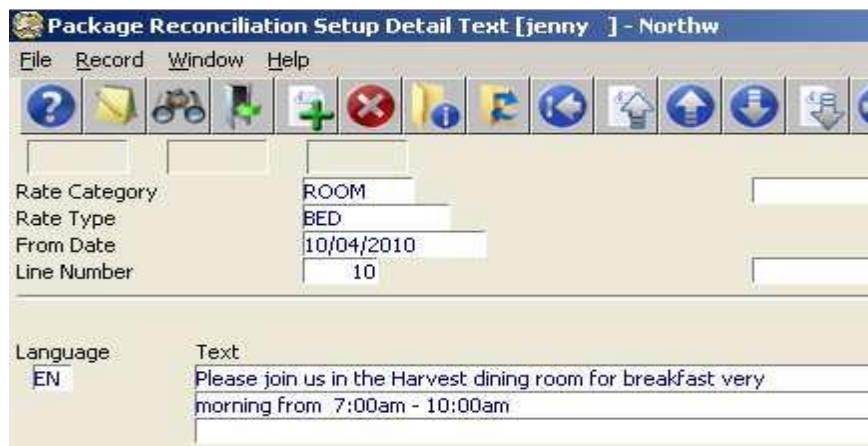 Package Reconciliation Setup Detail Text [jenny ] - Northw
File Record Window Help
Rate Category ROOM
Rate Type BED
From Date 10/04/2010
Line Number 10
Language Text
EN Please join us in the Harvest dining room for breakfast very
morning from 7:00am - 10:00am